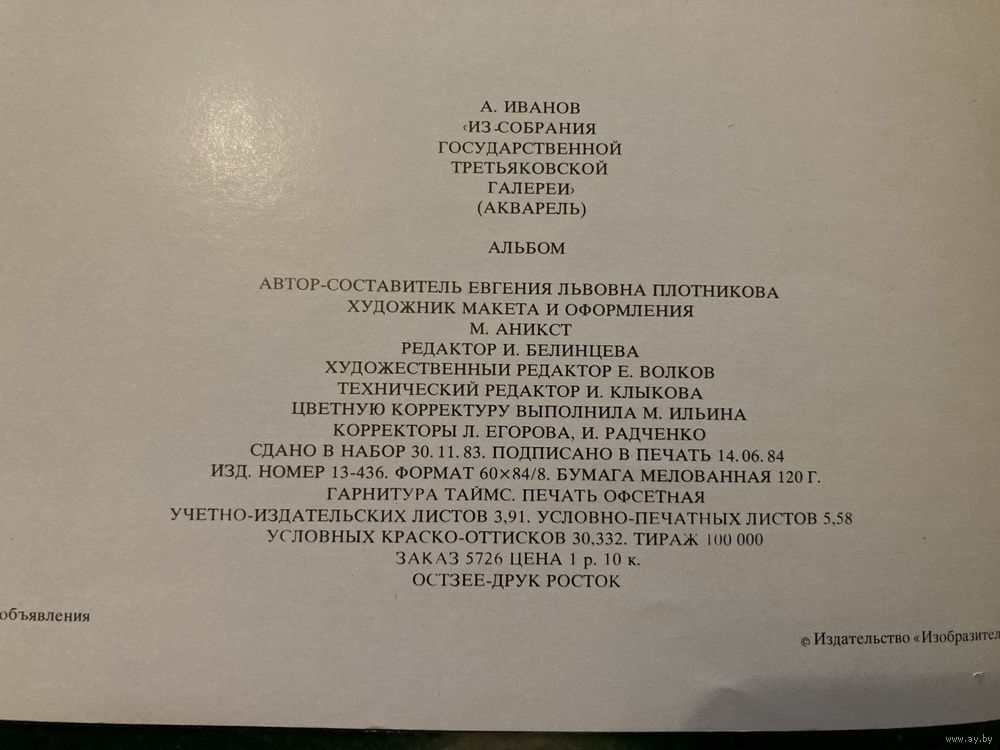 А. ИВАНОВ
‹ИЗ-СОБРАНИЯ
ГОСУДАРСТВЕННОЙ
ТРЕТЬЯКОВСКОЙ
ГАЛЕРЕИ›
(АКВАРЕЛЬ)
АЛЬБОМ
АВТОР-СОСТАВИТЕЛЬ ЕВГЕНИЯ ЛЬВОВНА ПЛОТНИКОВА
ХУДОЖНИК МАКЕТА И ОФОРМЛЕНИЯ
М. АНИКСТ
РЕДАКТОР И. БЕЛИНЦЕВА
ХУДОЖЕСТВЕННЫИ РЕДАКТОР Е. ВОЛКОВ
ТЕХНИЧЕСКИЙ РЕДАКТОР И. КЛЫКОВА
ЦВЕТНУЮ КОРРЕКТУРУ ВЫПОЛНИЛА М. ИЛЬИНА
КОРРЕКТОРЫ Л. ЕГОРОВА, И. РАДЧЕНКО
СДАНО В НАБОР 30.11.83. ПОДПИСАНО В ПЕЧАТЬ 14.06.84
ИЗД. НОМЕР 13-436. ФОРМАТ 60×84/8. БУМАГА МЕЛОВАННАЯ 120 Г.
ГАРНИТУРА ТАЙМС. ПЕЧАТЬ ОФСЕТНАЯ
УЧЕТНО-ИЗДАТЕЛЬСКИХ ЛИСТОВ 3,91. УСЛОВНО-ПЕЧАТНЫХ ЛИСТОВ 5,58
УСЛОВНЫХ КРАСКО-ОТТИСКОВ 30,332. ТИРАЖ 100 000
ЗАКАЗ 5726 ЦЕНА 1 р. 10 к.
ОСТЗЕЕ-ДРУК РОСТОК
объявления
© Издательство «Изобразител
www.ay.by